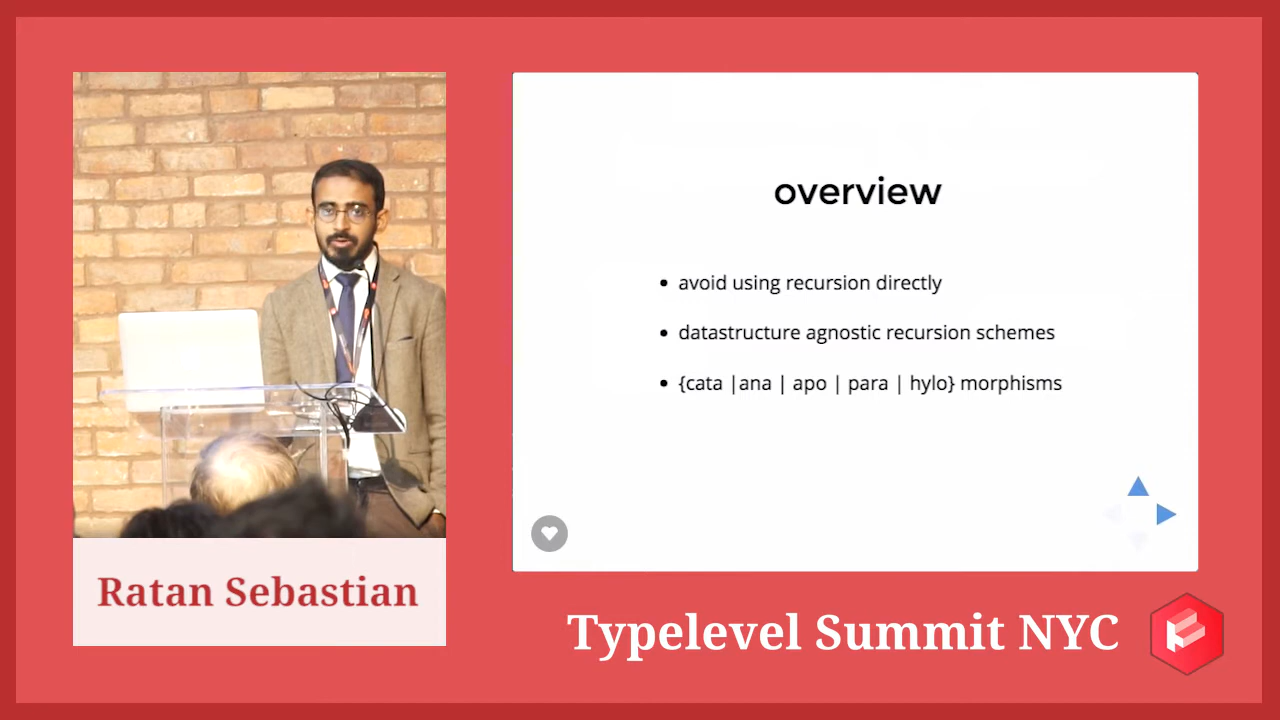 overview
• avoid using recursion directly
• datastructure agnostic recursion schemes
• {cata |ana | apo | para | hylo} morphisms
Ratan Sebastian
Typelevel Summit NYC